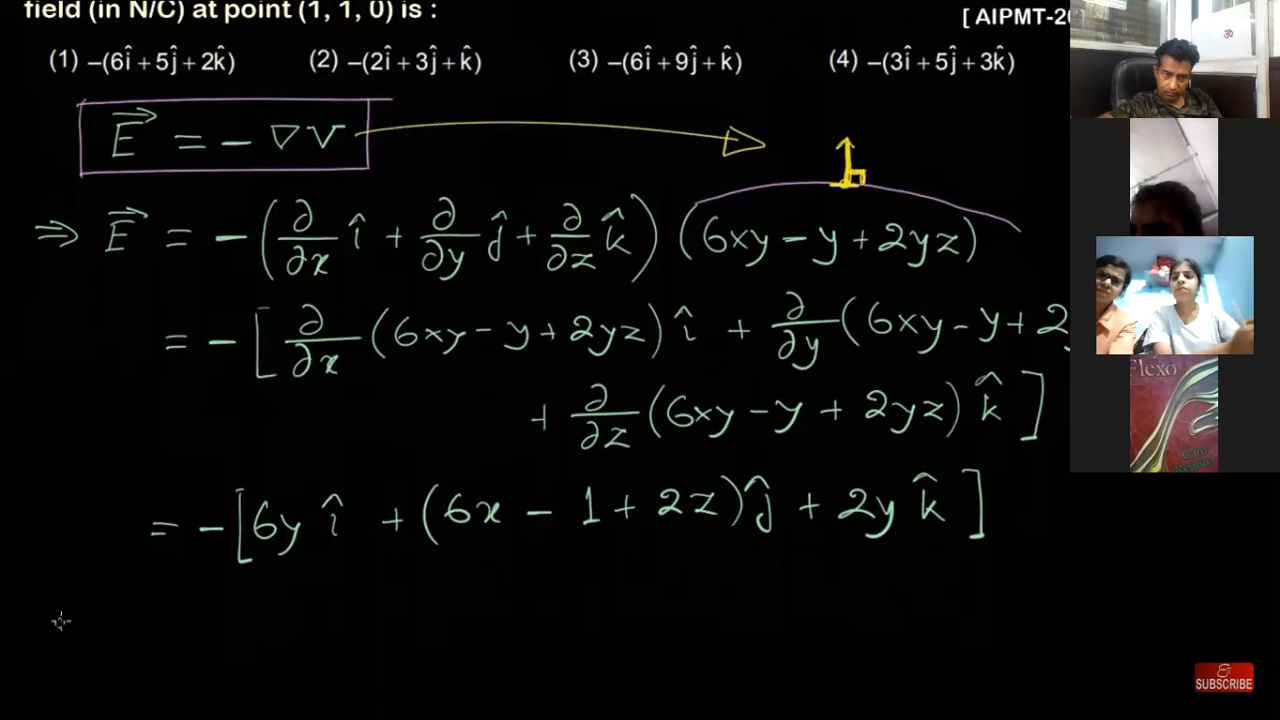 field (in N/C) at point (1, 1, 0) is :
[ AIPMT-20
(1) –(6î + 5ĵ + 2k̂) (2) –(2î + 3ĵ + k̂) (3) –(6î + 9ĵ + k̂) (4) –(3î + 5ĵ + 3k̂)
E⃗ = - ∇V
⇒ E⃗ = -(∂/∂x î + ∂/∂y ĵ + ∂/∂z k̂) (6xy - y + 2yz)
= -[∂/∂x (6xy - y + 2yz) î + ∂/∂y (6xy - y + 2y
+ ∂/∂z (6xy - y + 2yz) k̂]
= -[6y î + (6x - 1 + 2z) ĵ + 2y k̂]
Flexo
SUBSCRIBE